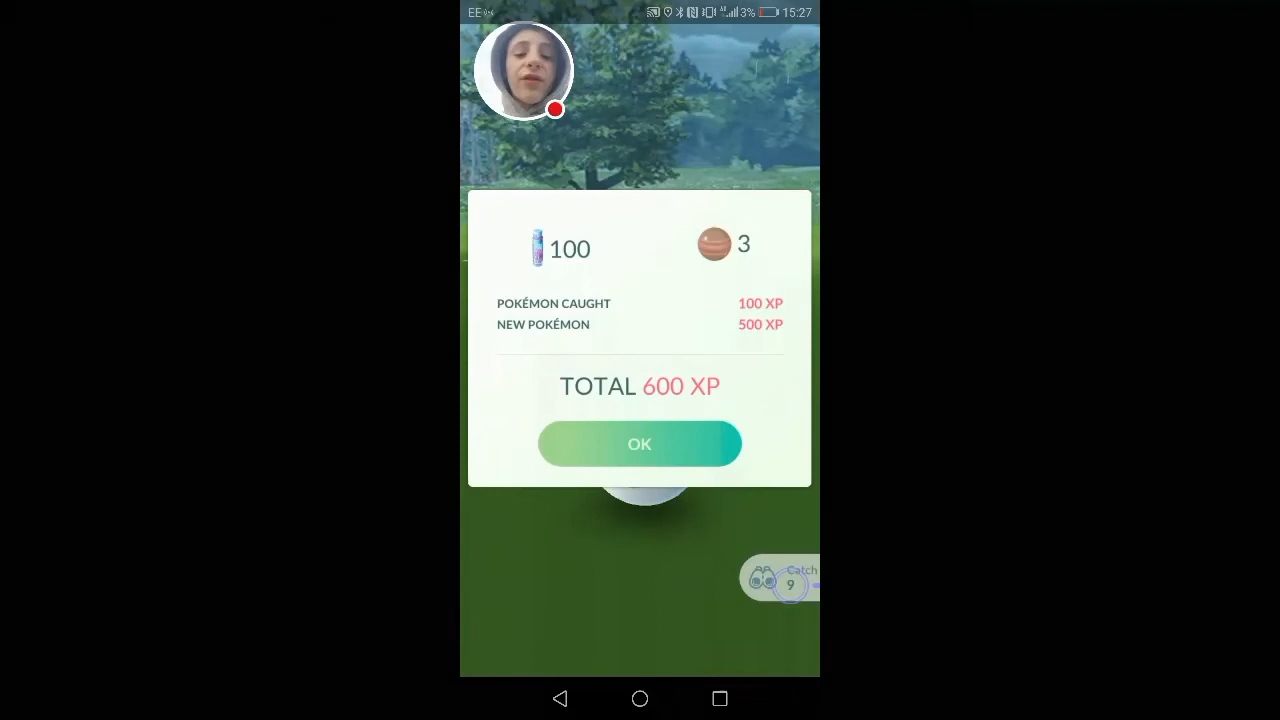 EE 3% 15:27
100 3
POKÉMON CAUGHT 100 XP
NEW POKÉMON 500 XP
TOTAL 600 XP
OK
Catch
9